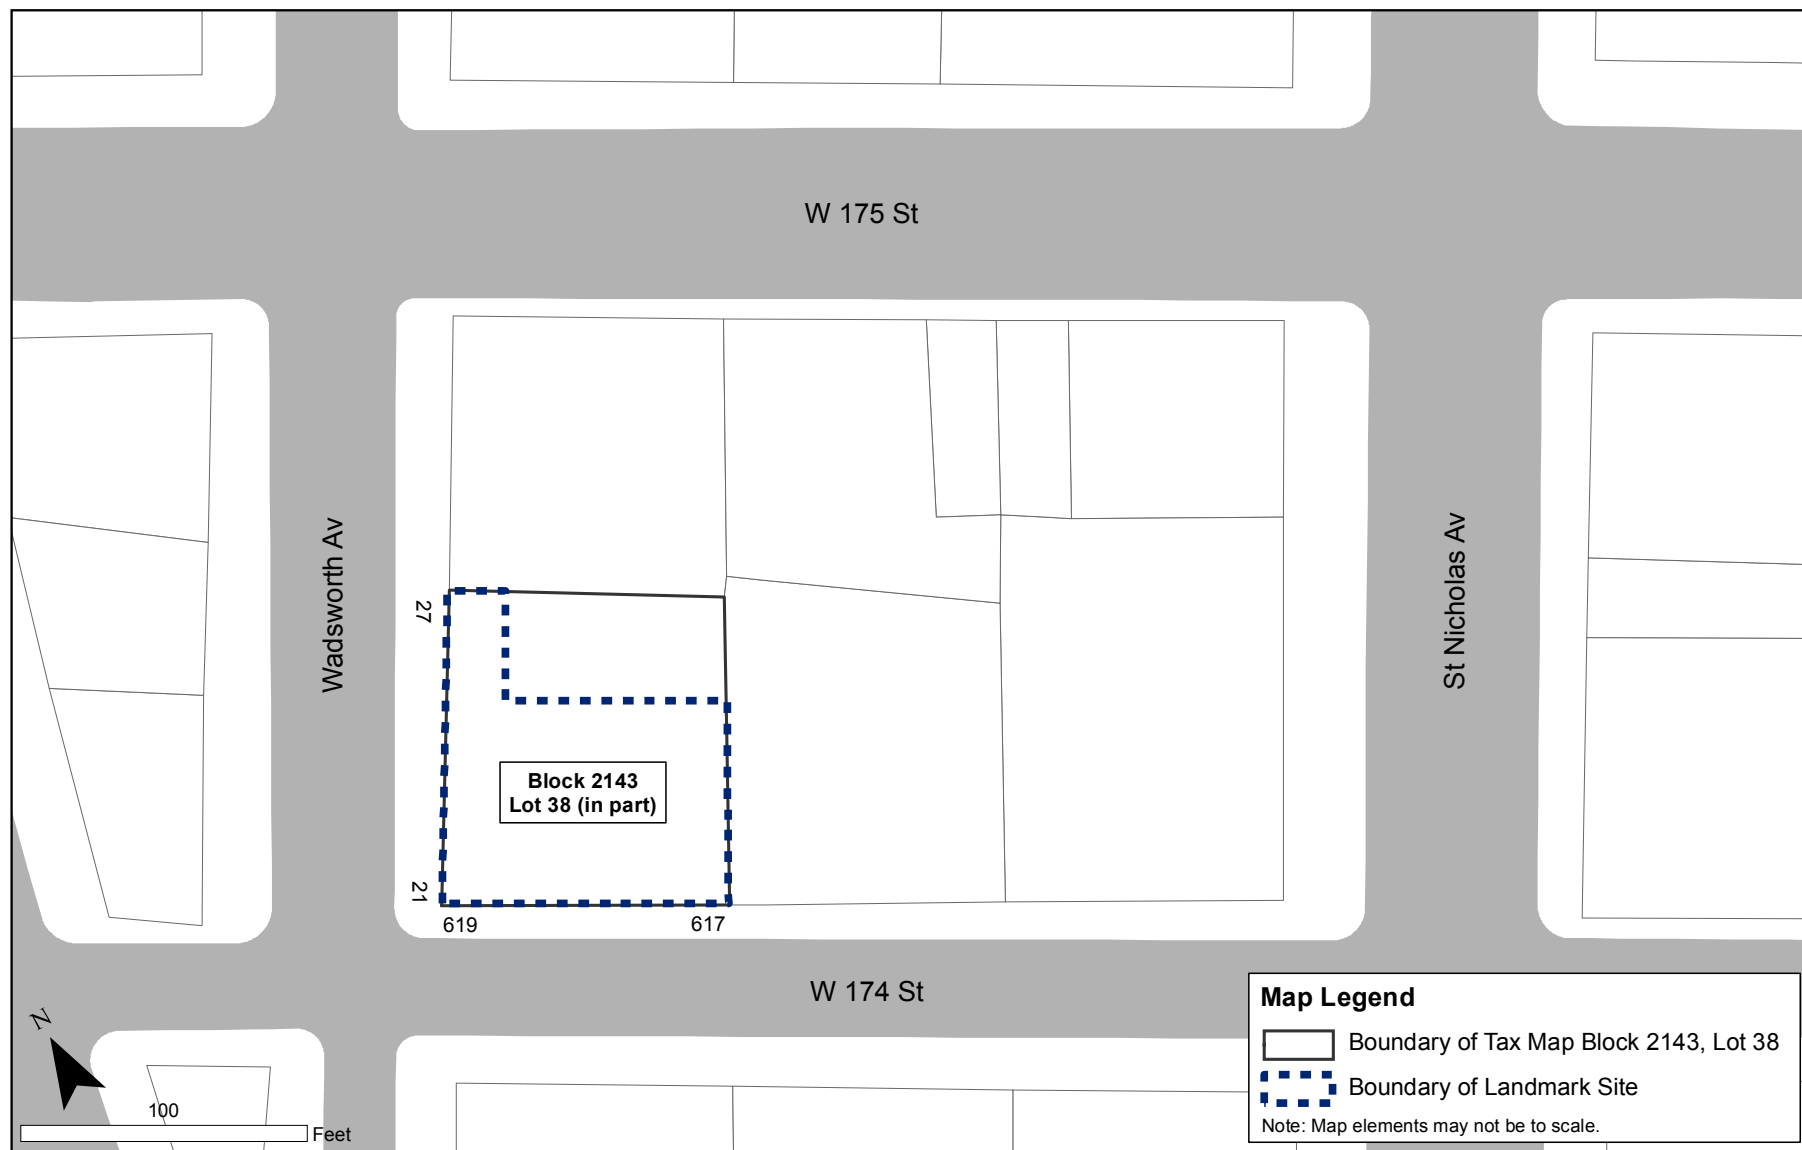 W 175 St
Wadsworth Av
St Nicholas Av
27
Block 2143
Lot 38 (in part)
21
619
617
W 174 St
N
100
Feet
Map Legend
Boundary of Tax Map Block 2143, Lot 38
Boundary of Landmark Site
Note: Map elements may not be to scale.